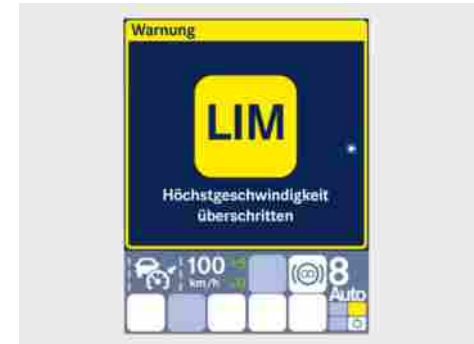 Warnung
LIM
Höchstgeschwindigkeit
überschritten
100
km/h
8
Auto